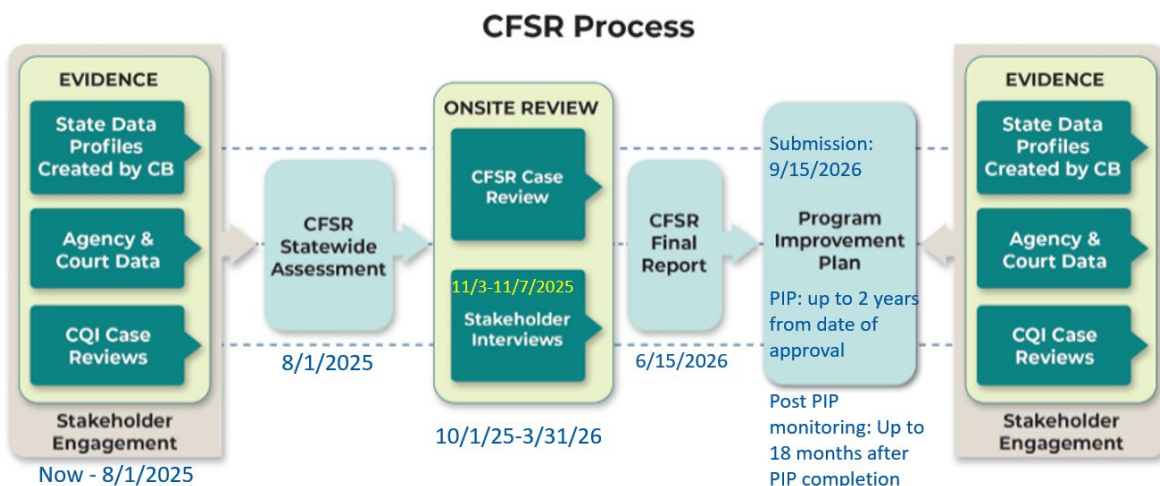 CFSR Process
EVIDENCE
State Data
Profiles
Created by CB
Agency &
Court Data
CQI Case
Reviews
Stakeholder
Engagement
Now - 8/1/2025
CFSR
Statewide
Assessment
8/1/2025
ONSITE REVIEW
CFSR Case
Review
11/3-11/7/2025
Stakeholder
Interviews
10/1/25-3/31/26
CFSR
Final
Report
6/15/2026
Submission:
9/15/2026
Program
Improvement
Plan
PIP: up to 2 years
from date of
approval
Post PIP
monitoring: Up to
18 months after
PIP completion
EVIDENCE
State Data
Profiles
Created by CB
Agency &
Court Data
CQI Case
Reviews
Stakeholder
Engagement